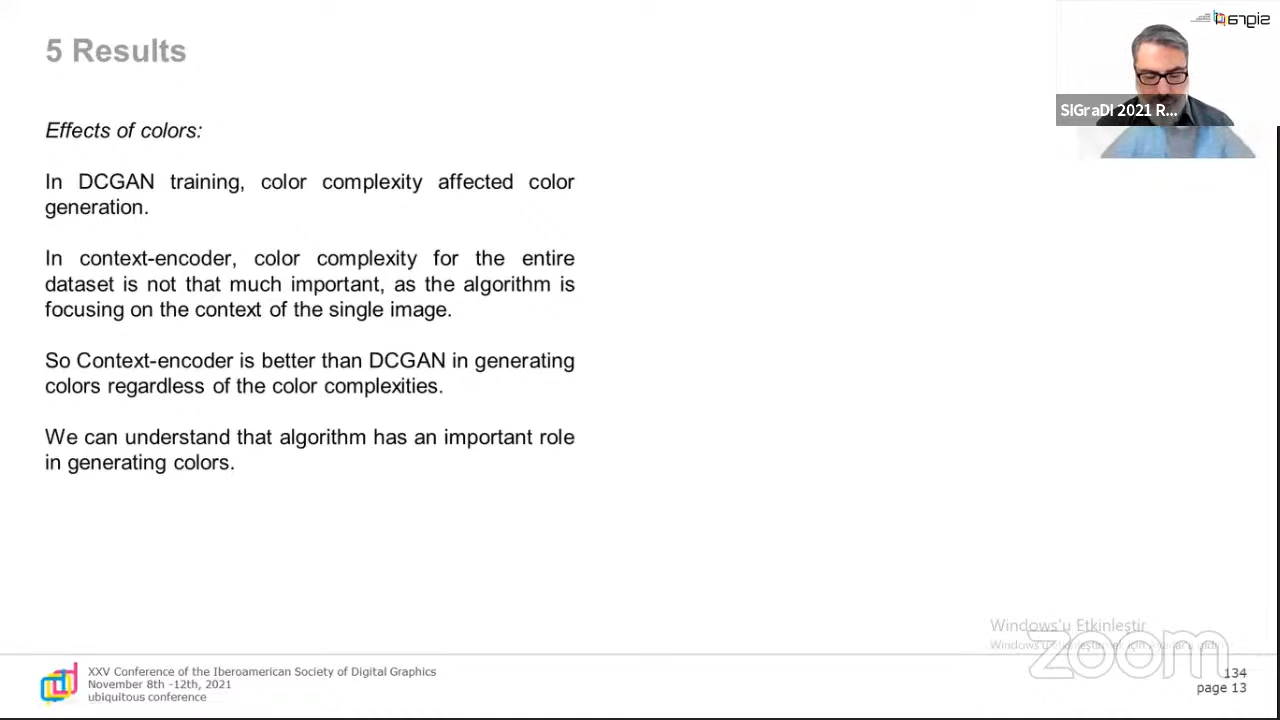 5 Results
SIGraDI 2021 R...
Effects of colors:
In DCGAN training, color complexity affected color
generation.
In context-encoder, color complexity for the entire
dataset is not that much important, as the algorithm is
focusing on the context of the single image.
So Context-encoder is better than DCGAN in generating
colors regardless of the color complexities.
We can understand that algorithm has an important role
in generating colors.
Windows'u Etkinleştir
zoom
XXV Conference of the Iberoamerican Society of Digital Graphics
November 8th -12th, 2021
ubiquitous conference
134
page 13